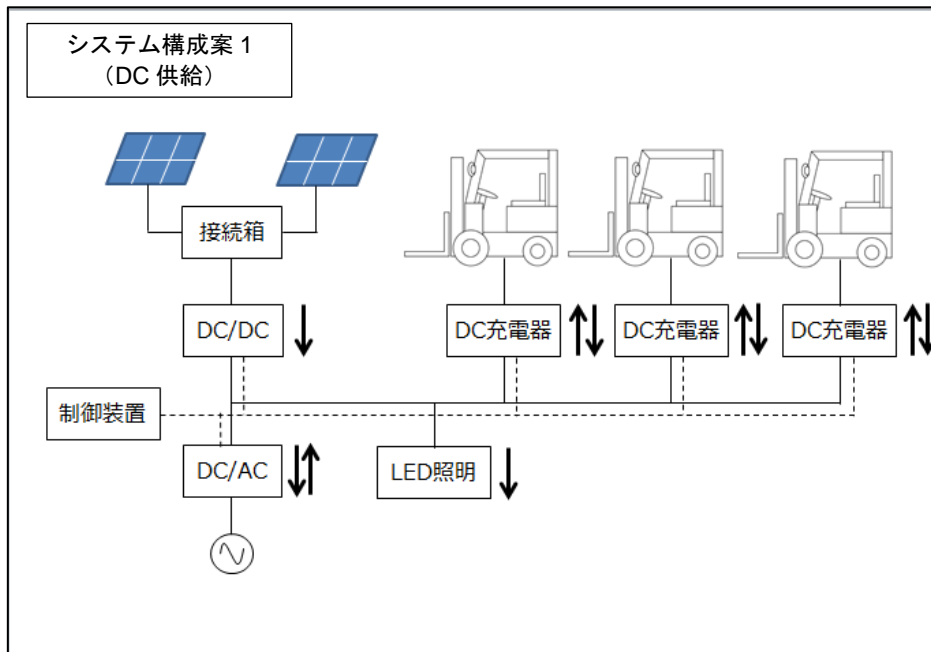 システム構成案 1
（DC 供給）
接続箱
DC/DC
DC充電器
DC充電器
DC充電器
制御装置
DC/AC
LED照明